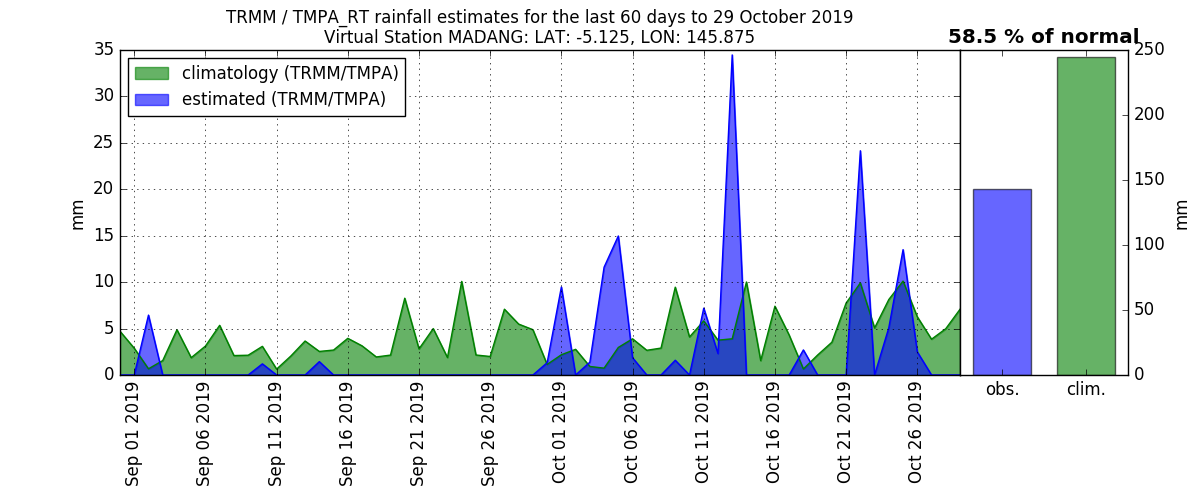 TRMM / TMPA_RT rainfall estimates for the last 60 days to 29 October 2019
Virtual Station MADANG: LAT: -5.125, LON: 145.875
58.5 % of normal
climatology (TRMM/TMPA)
estimated (TRMM/TMPA)
mm
35
30
25
20
15
10
5
0
Sep 01 2019
Sep 06 2019
Sep 11 2019
Sep 16 2019
Sep 21 2019
Sep 26 2019
Oct 01 2019
Oct 06 2019
Oct 11 2019
Oct 16 2019
Oct 21 2019
Oct 26 2019
250
200
150
100
50
0
mm
obs.
clim.